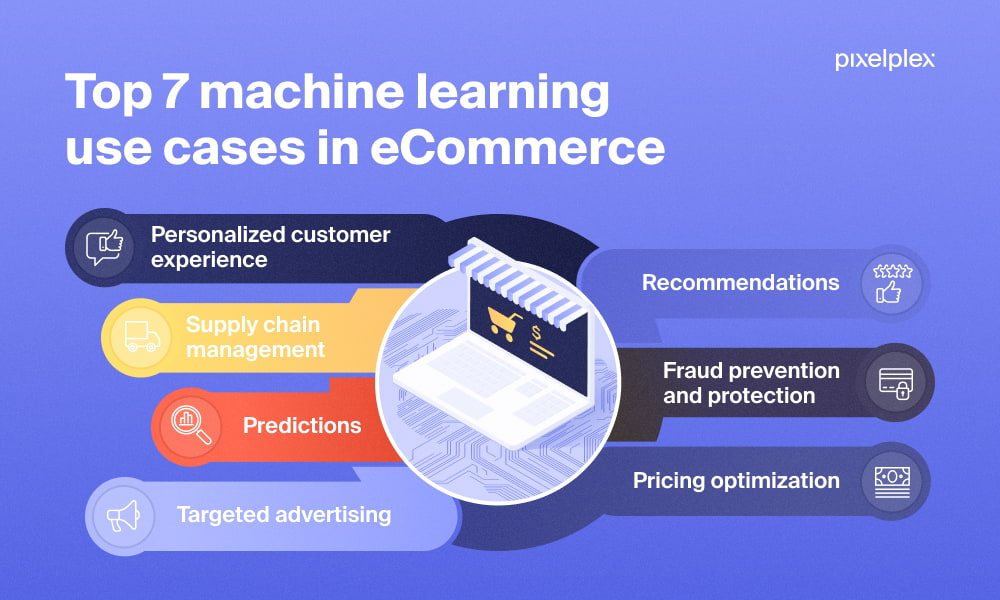 pixelplex
Top 7 machine learning
use cases in eCommerce
Personalized customer
experience
Supply chain
management
Predictions
Targeted advertising
$
Recommendations
Fraud prevention
and protection
Pricing optimization